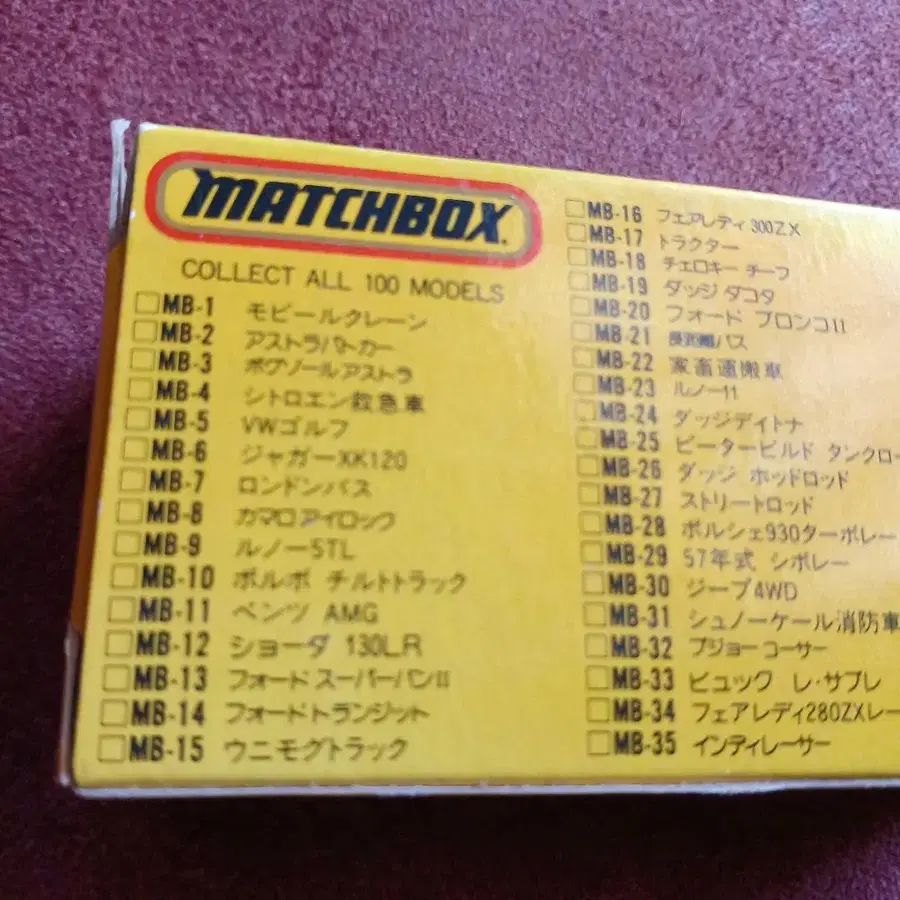 MATCHBOX
COLLECT ALL 100 MODELS
MB-1 モビールクレーン
MB-2 アストラパトカー
MB-3 ボクゾールアストラ
MB-4 シトロエン救急車
MB-5 VWゴルフ
MB-6 ジャガーXK120
MB-7 ロンドンバス
MB-8 カマロアイロック
MB-9 ルノー5TL
MB-10 ボルボ チルトトラック
MB-11 ベンツ AMG
MB-12 ショーダ 130LR
MB-13 フォードスーパーバンII
MB-14 フォードトランジット
MB-15 ウニモグトラック
MB-16 フェアレディ300ZX
MB-17 トラクター
MB-18 チェロキー チーフ
MB-19 ダッジ ダコタ
MB-20 フォード ブロンコII
MB-21 長距離バス
MB-22 家畜運搬車
MB-23 ルノー11
MB-24 ダッジデイトナ
MB-25 ピータービルド タンクロー
MB-26 ダッジ ホッドロッド
MB-27 ストリートロッド
MB-28 ポルシェ930ターボレー
MB-29 57年式 シボレー
MB-30 ジープ4WD
MB-31 シュノーケール消防車
MB-32 プジョーコーサー
MB-33 ビュック レ・サブレ
MB-34 フェアレディ280ZXレー
MB-35 インディレーサー